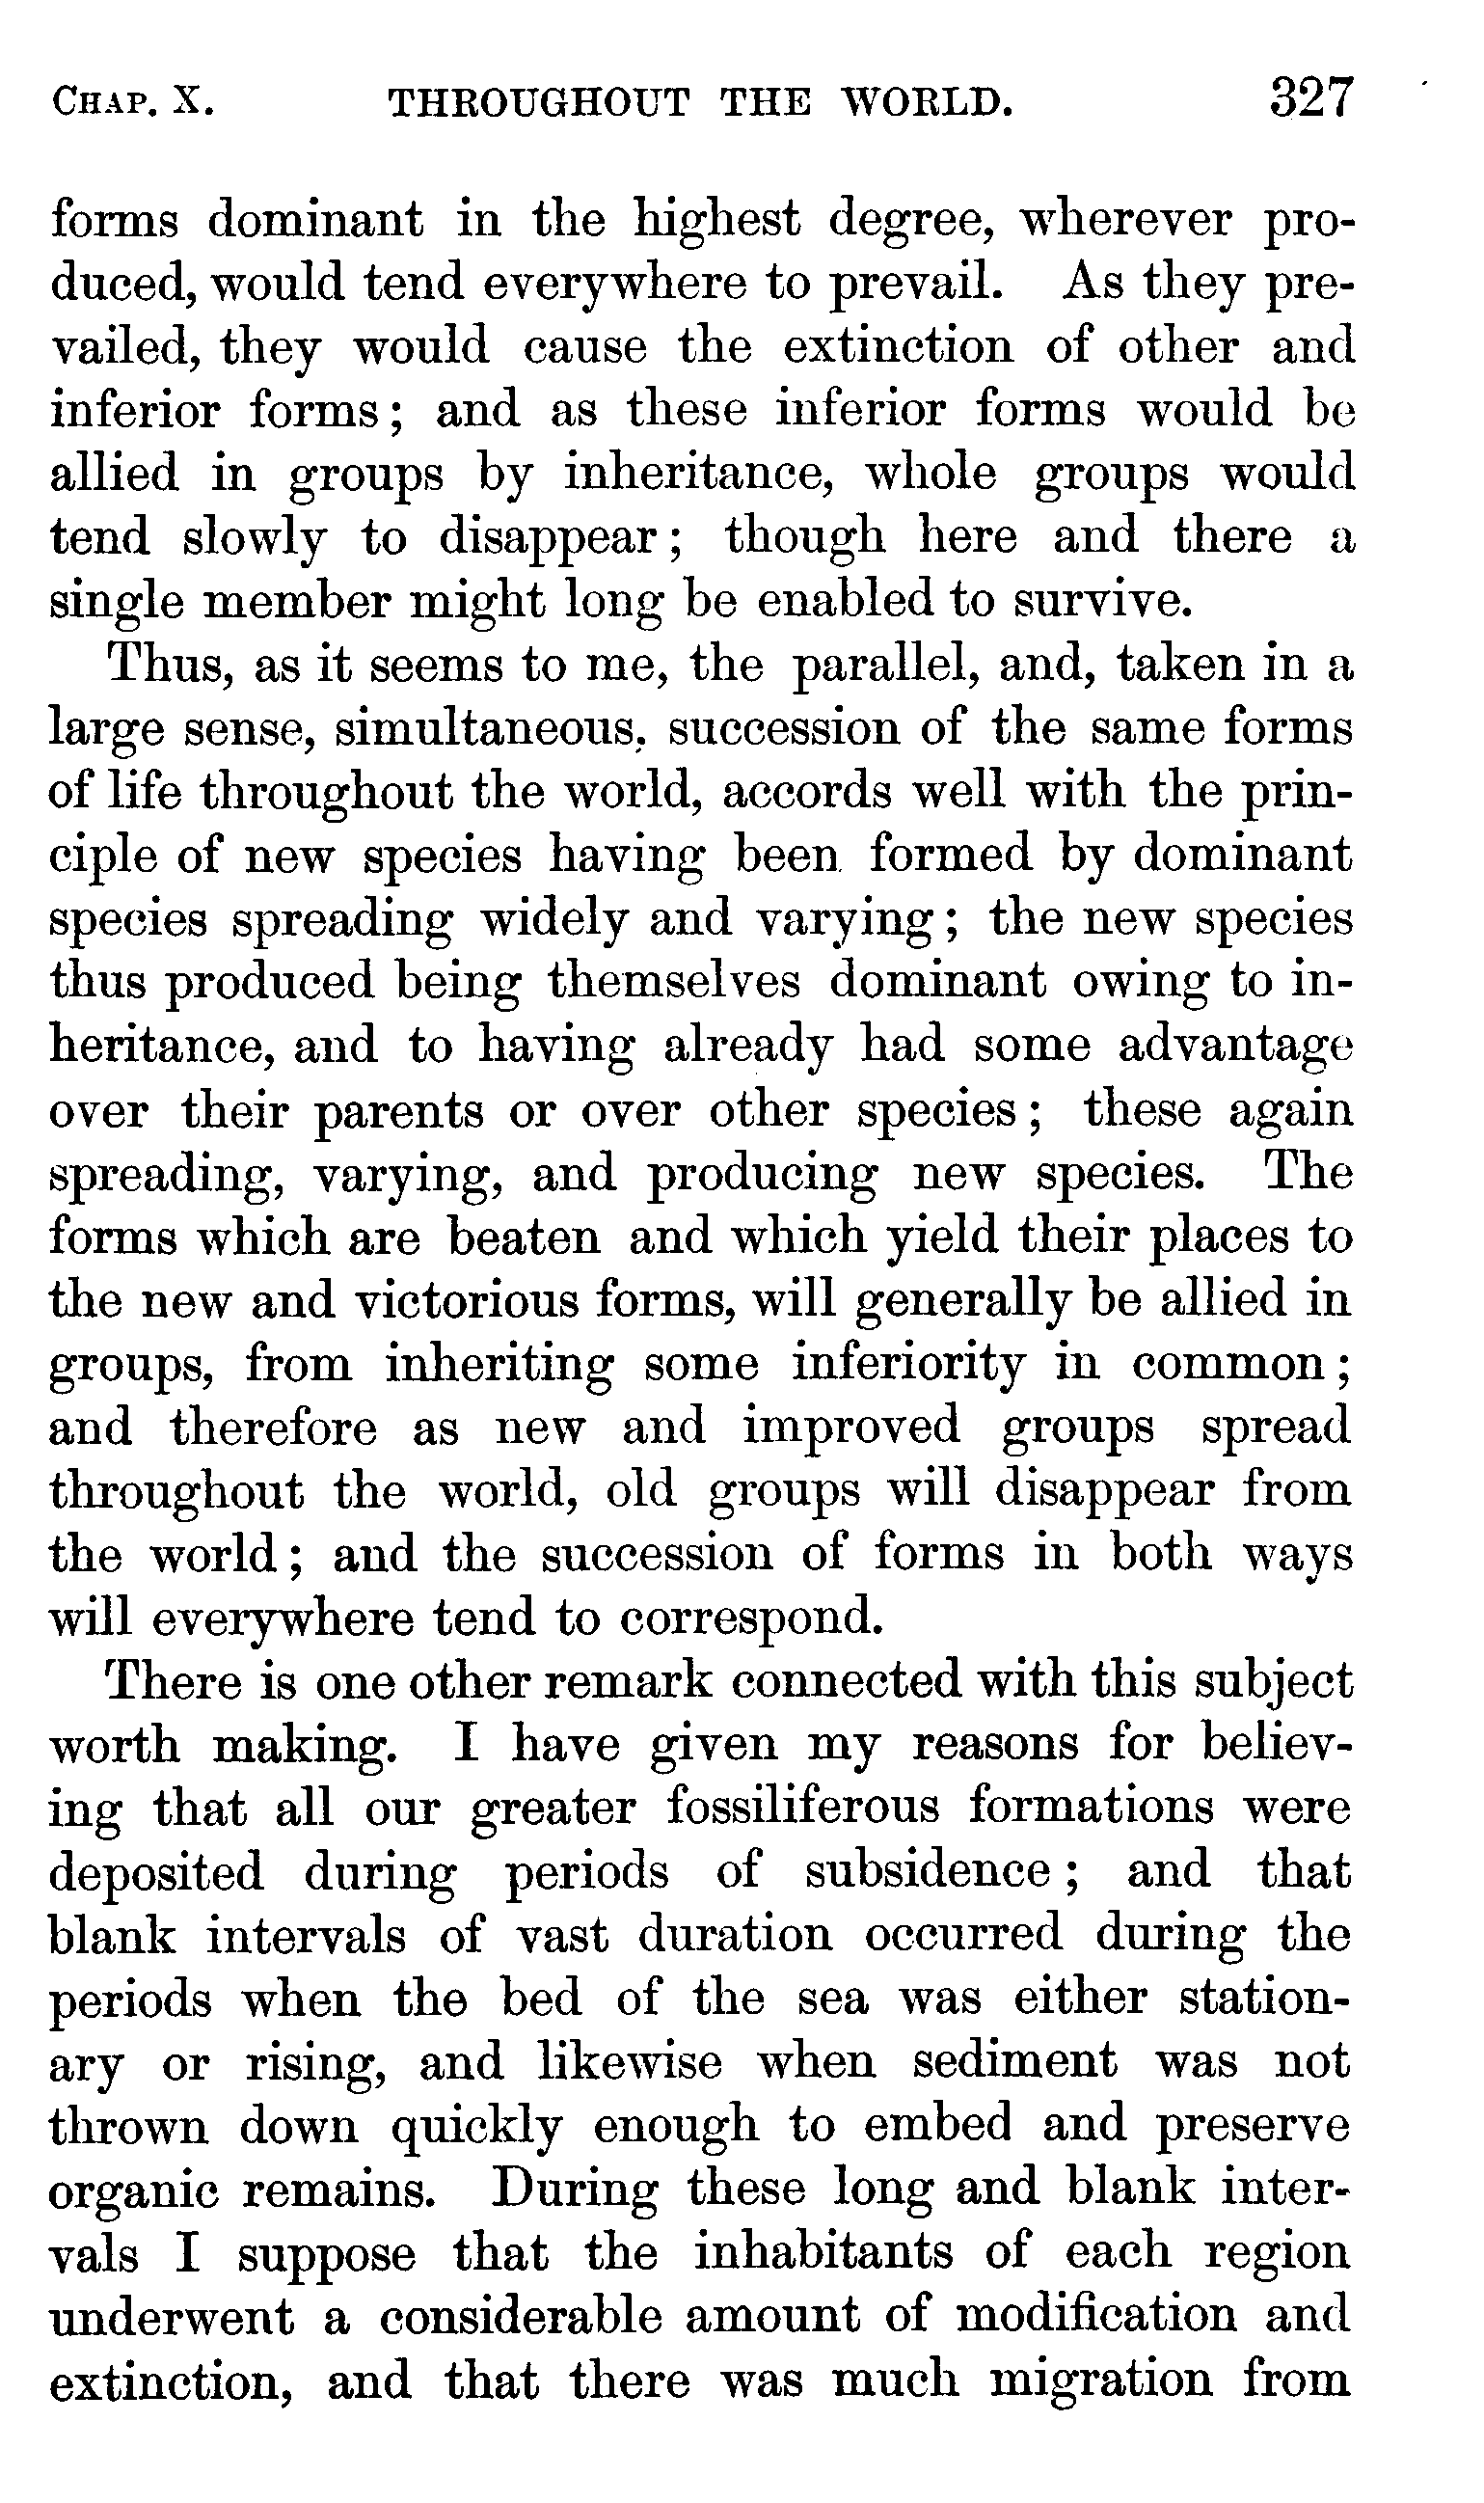 CHAP. X. THROUGHOUT THE WORLD. 327
forms dominant in the highest degree, wherever pro-
duced, would tend everywhere to prevail. As they pre-
vailed, they would cause the extinction of other and
inferior forms; and as these inferior forms would be
allied in groups by inheritance, whole groups would
tend slowly to disappear; though here and there a
single member might long be enabled to survive.
Thus, as it seems to me, the parallel, and, taken in a
large sense, simultaneous, succession of the same forms
of life throughout the world, accords well with the prin-
ciple of new species having been formed by dominant
species spreading widely and varying; the new species
thus produced being themselves dominant owing to in-
heritance, and to having already had some advantage
over their parents or over other species; these again
spreading, varying, and producing new species. The
forms which are beaten and which yield their places to
the new and victorious forms, will generally be allied in
groups, from inheriting some inferiority in common;
and therefore as new and improved groups spread
throughout the world, old groups will disappear from
the world; and the succession of forms in both ways
will everywhere tend to correspond.
There is one other remark connected with this subject
worth making. I have given my reasons for believ-
ing that all our greater fossiliferous formations were
deposited during periods of subsidence; and that
blank intervals of vast duration occurred during the
periods when the bed of the sea was either station-
ary or rising, and likewise when sediment was not
thrown down quickly enough to embed and preserve
organic remains. During these long and blank inter-
vals I suppose that the inhabitants of each region
underwent a considerable amount of modification and
extinction, and that there was much migration from